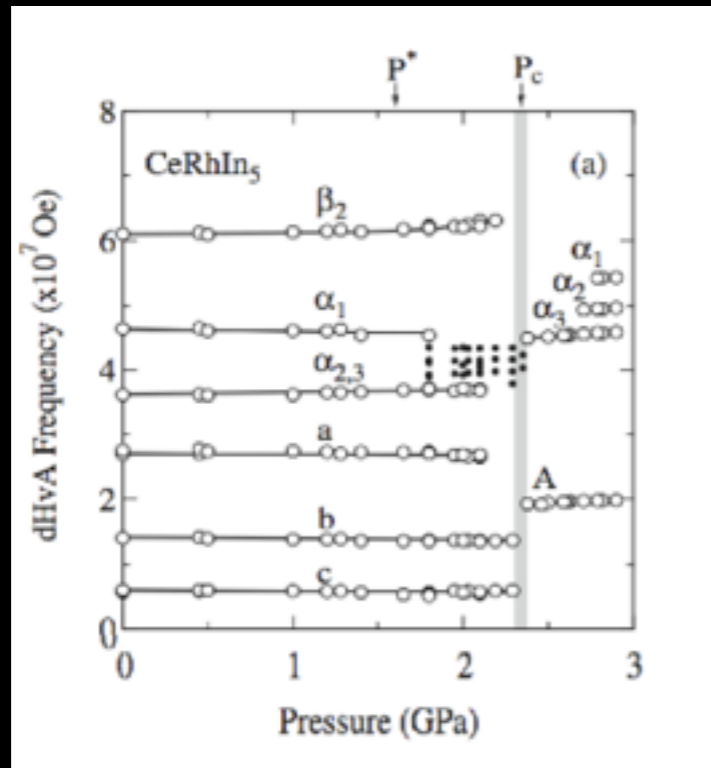 P* P_c
8
CeRhIn₅ (a)
β₂
6
α₁
α₂
α₁ α₃
4
α₂,₃
a
2 A
b
c
0
0 1 2 3
Pressure (GPa)
dHvA Frequency (x10⁷ Oe)